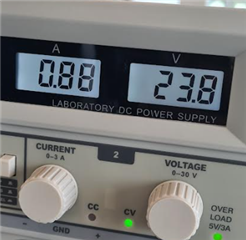 A V
0.88 23.8
LABORATORY DC POWER SUPPLY
CURRENT 2 VOLTAGE
0-3 A 0-30 V
CC CV OVER
LOAD
5V/3A
- GND +